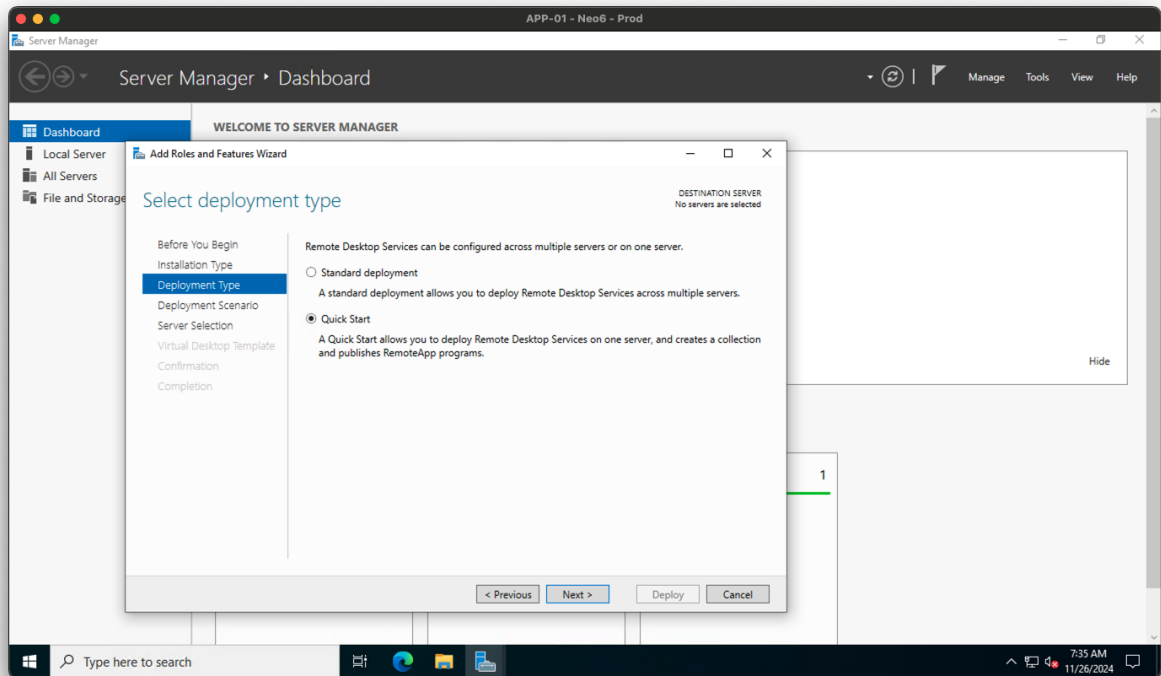 APP-01 - Neo6 - Prod
Server Manager
Server Manager ‣ Dashboard
Manage
Tools
View
Help
Dashboard
Local Server
All Servers
File and Storage
WELCOME TO SERVER MANAGER
Add Roles and Features Wizard
Select deployment type
DESTINATION SERVER
No servers are selected
Before You Begin
Installation Type
Deployment Type
Deployment Scenario
Server Selection
Virtual Desktop Template
Confirmation
Completion
Remote Desktop Services can be configured across multiple servers or on one server.
Standard deployment
A standard deployment allows you to deploy Remote Desktop Services across multiple servers.
Quick Start
A Quick Start allows you to deploy Remote Desktop Services on one server, and creates a collection
and publishes RemoteApp programs.
Hide
1
< Previous
Next >
Deploy
Cancel
Type here to search
7:35 AM
11/26/2024